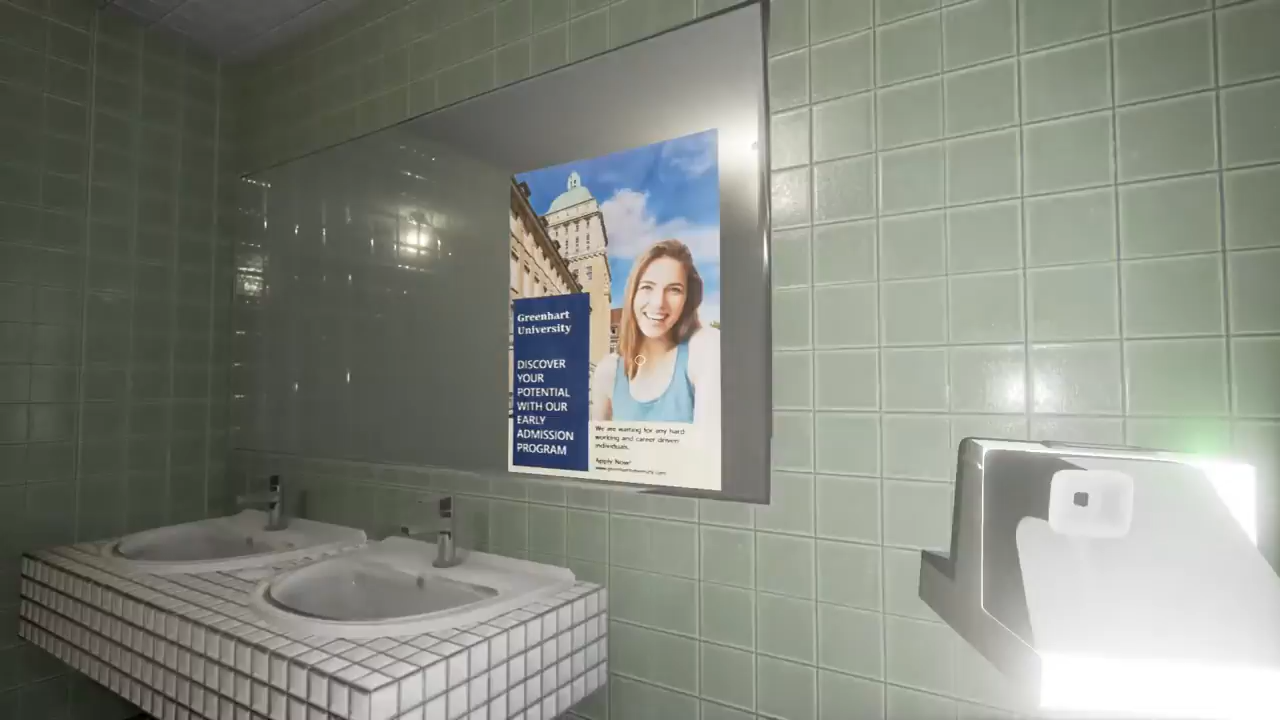 Greenhart
University
DISCOVER
YOUR
POTENTIAL
WITH OUR
EARLY
ADMISSION
PROGRAM
We are waiting for any hard
working and career driven
individuals.
Apply Now!